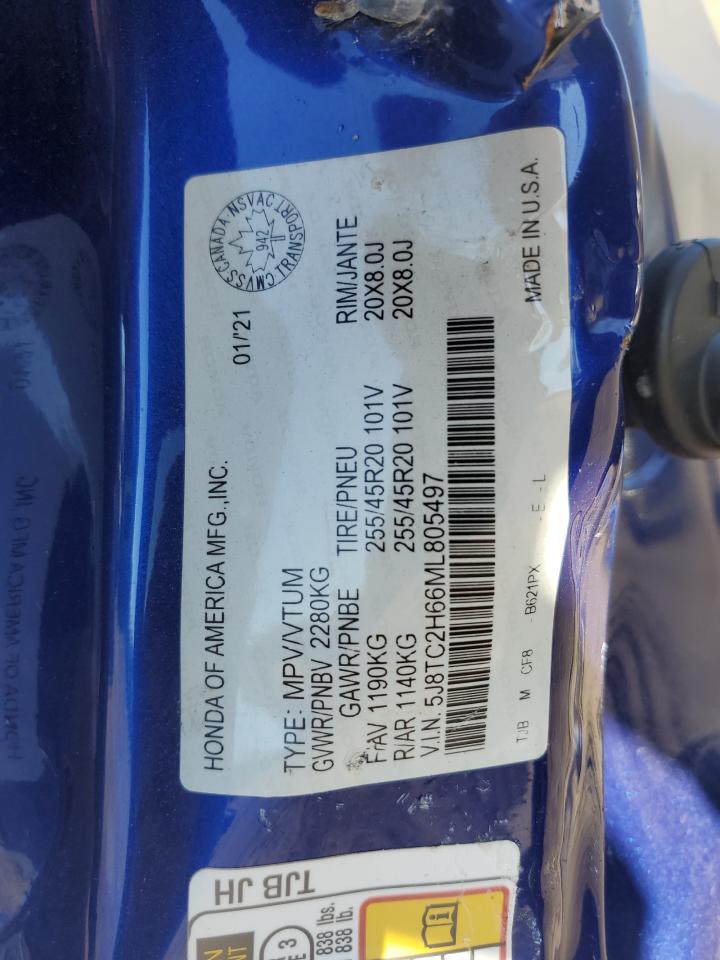 HONDA OF AMERICA MFG.,INC.
01/'21
CMVSS CANADA NSVAC TRANSPORT
942
TYPE: MPV/VTUM
GVWR/PNBV 2280KG
GAWR/PNBE TIRE/PNEU RIM/JANTE
F/AV 1190KG 255/45R20 101V 20X8.0J
R/AR 1140KG 255/45R20 101V 20X8.0J
V.I.N. 5J8TC2H66ML805497
MADE IN U.S.A.
TJB M CF8 -B621PX -E -L
TJB JH
838 lbs.
838 lb.